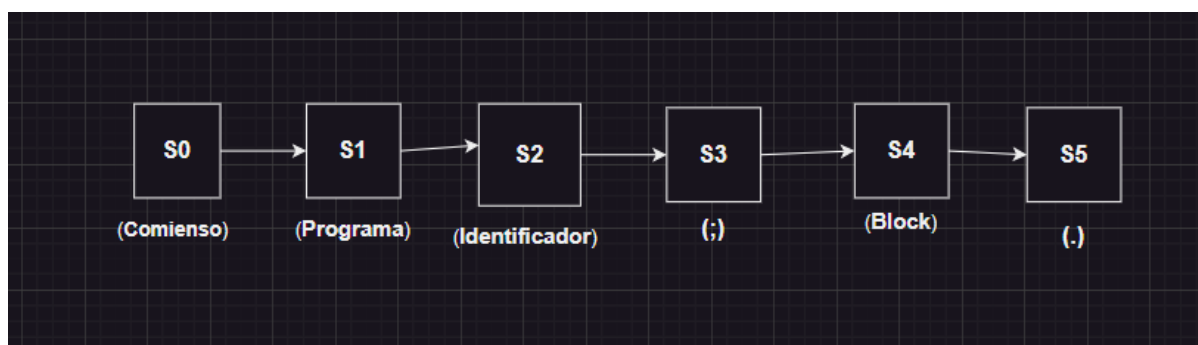 S0 S1 S2 S3 S4 S5
(Comienso) (Programa) (Identificador) (;) (Block) (.)